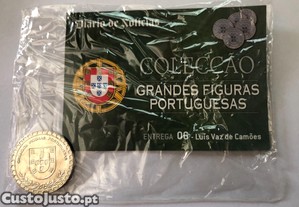 Diário de Notícias
COLECÇÃO
GRANDES FIGURAS
PORTUGUESAS
ENTREGA 06 - Luís Vaz de Camões
CustoJusto.pt